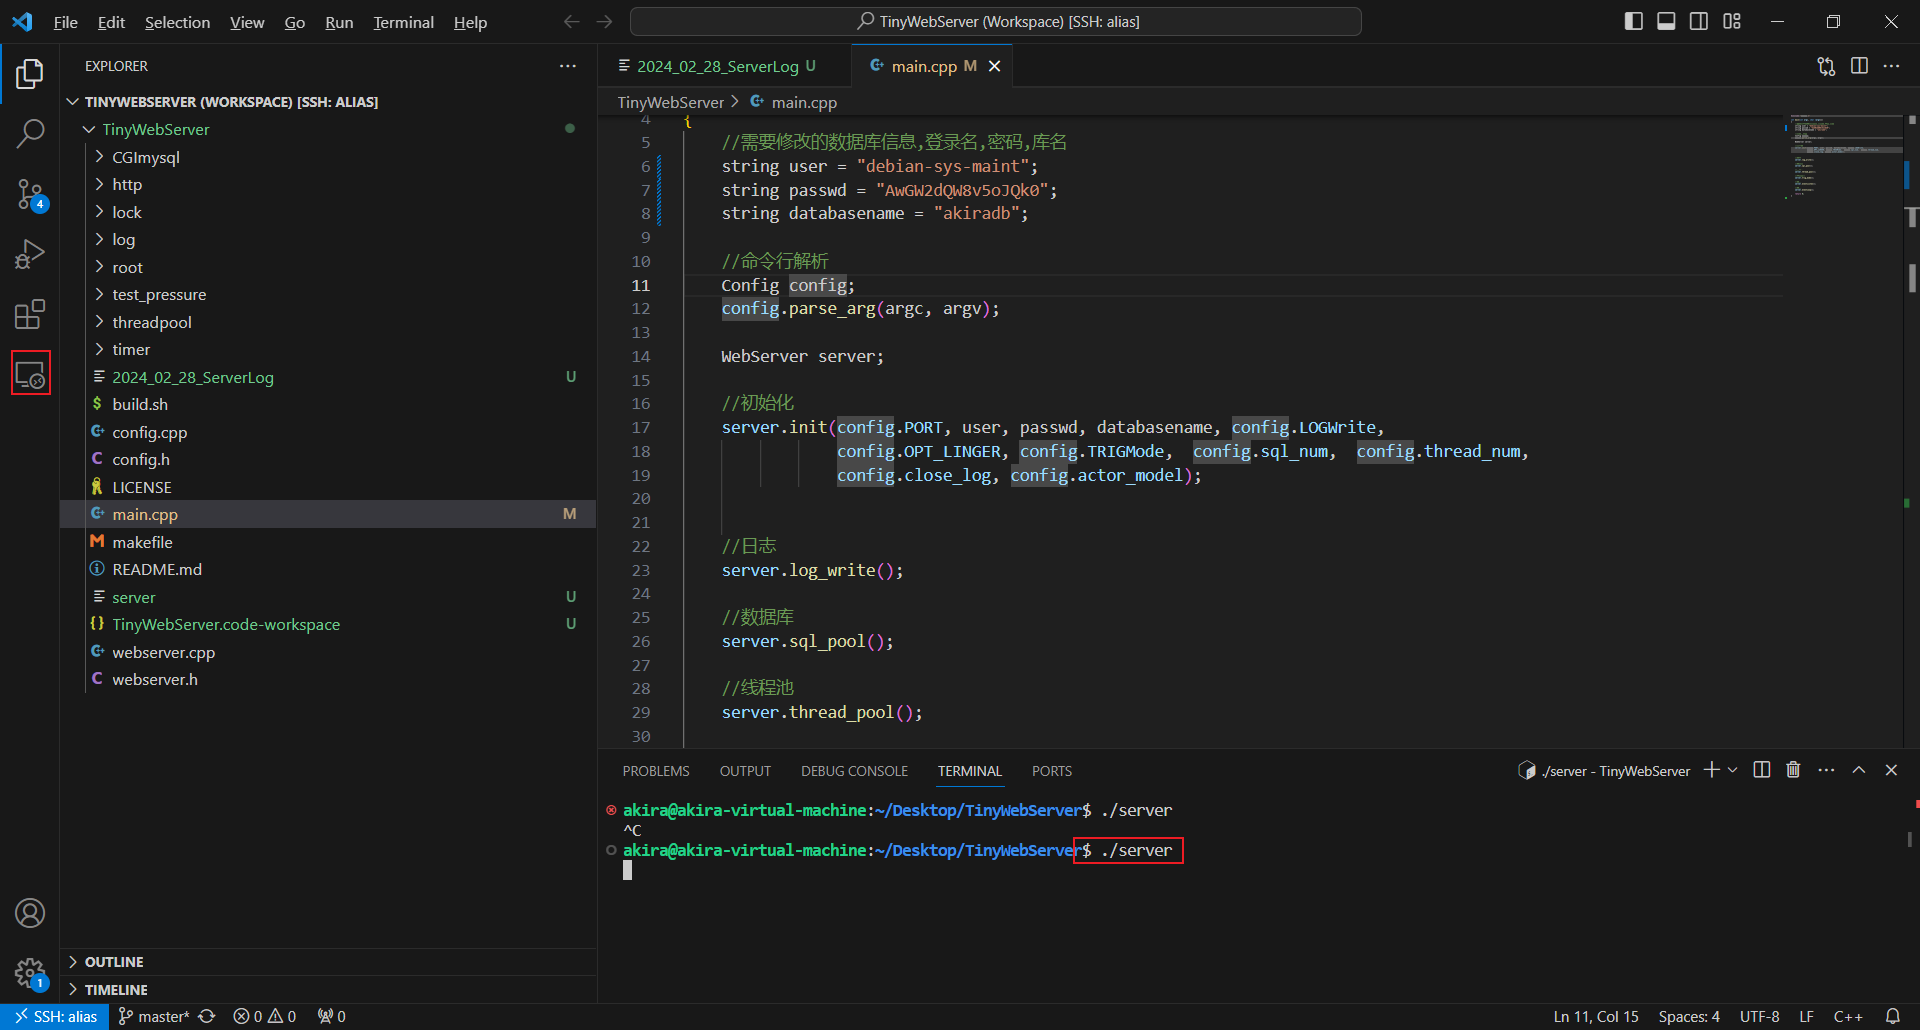 File Edit Selection View Go Run Terminal Help
TinyWebServer (Workspace) [SSH: alias]
EXPLORER
TINYWEBSERVER (WORKSPACE) [SSH: ALIAS]
TinyWebServer
CGImysql
http
lock
log
root
test_pressure
threadpool
timer
2024_02_28_ServerLog U
build.sh
config.cpp
config.h
LICENSE
main.cpp M
makefile
README.md
server U
TinyWebServer.code-workspace U
webserver.cpp
webserver.h
OUTLINE
TIMELINE
4
1
2024_02_28_ServerLog U
main.cpp M
TinyWebServer > main.cpp
4 {
5 //需要修改的数据库信息,登录名,密码,库名
6 string user = "debian-sys-maint";
7 string passwd = "AwGW2dQW8v5oJQk0";
8 string databasename = "akiradb";
9
10 //命令行解析
11 Config config;
12 config.parse_arg(argc, argv);
13
14 WebServer server;
15
16 //初始化
17 server.init(config.PORT, user, passwd, databasename, config.LOGWrite,
18 config.OPT_LINGER, config.TRIGMode, config.sql_num, config.thread_num,
19 config.close_log, config.actor_model);
20
21
22 //日志
23 server.log_write();
24
25 //数据库
26 server.sql_pool();
27
28 //线程池
29 server.thread_pool();
30
PROBLEMS OUTPUT DEBUG CONSOLE TERMINAL PORTS
./server - TinyWebServer
akira@akira-virtual-machine:~/Desktop/TinyWebServer$ ./server
^C
akira@akira-virtual-machine:~/Desktop/TinyWebServer$ ./server
SSH: alias master* 0 0 0
Ln 11, Col 15 Spaces: 4 UTF-8 LF C++